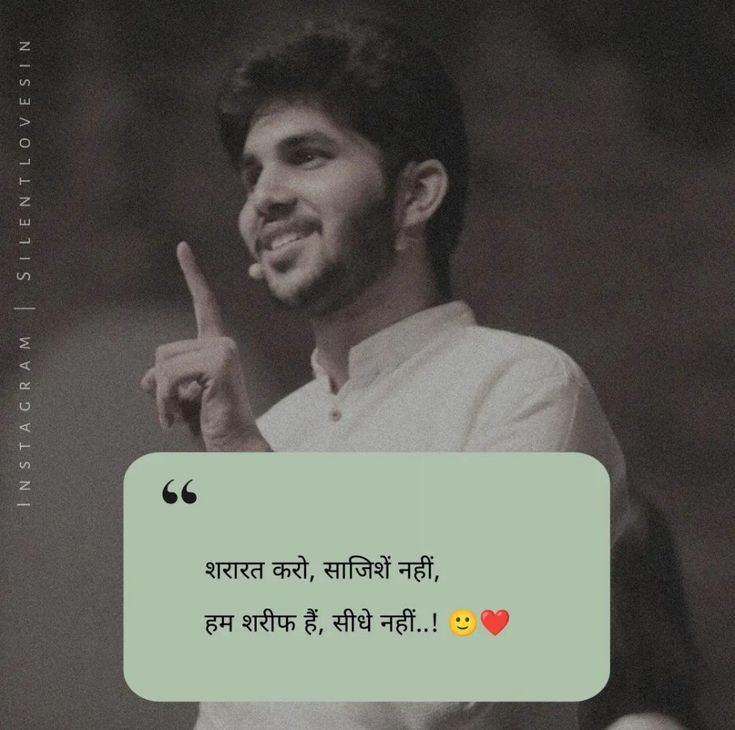 INSTAGRAM | SILENTLOVESIN
“
शरारत करो, साजिशें नहीं,
हम शरीफ हैं, सीधे नहीं..! 🙂❤️